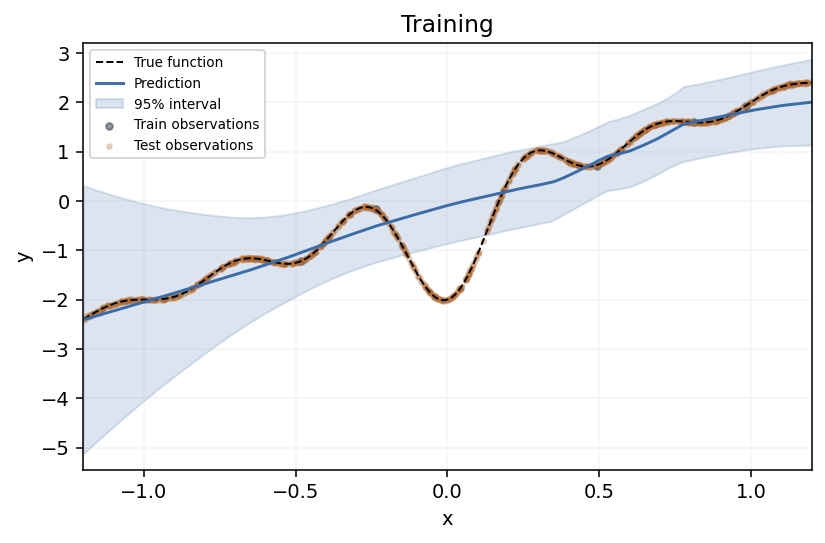 Training
True function
Prediction
95% interval
Train observations
Test observations
3
2
1
0
−1
−2
−3
−4
−5
y
−1.0
−0.5
0.0
0.5
1.0
x